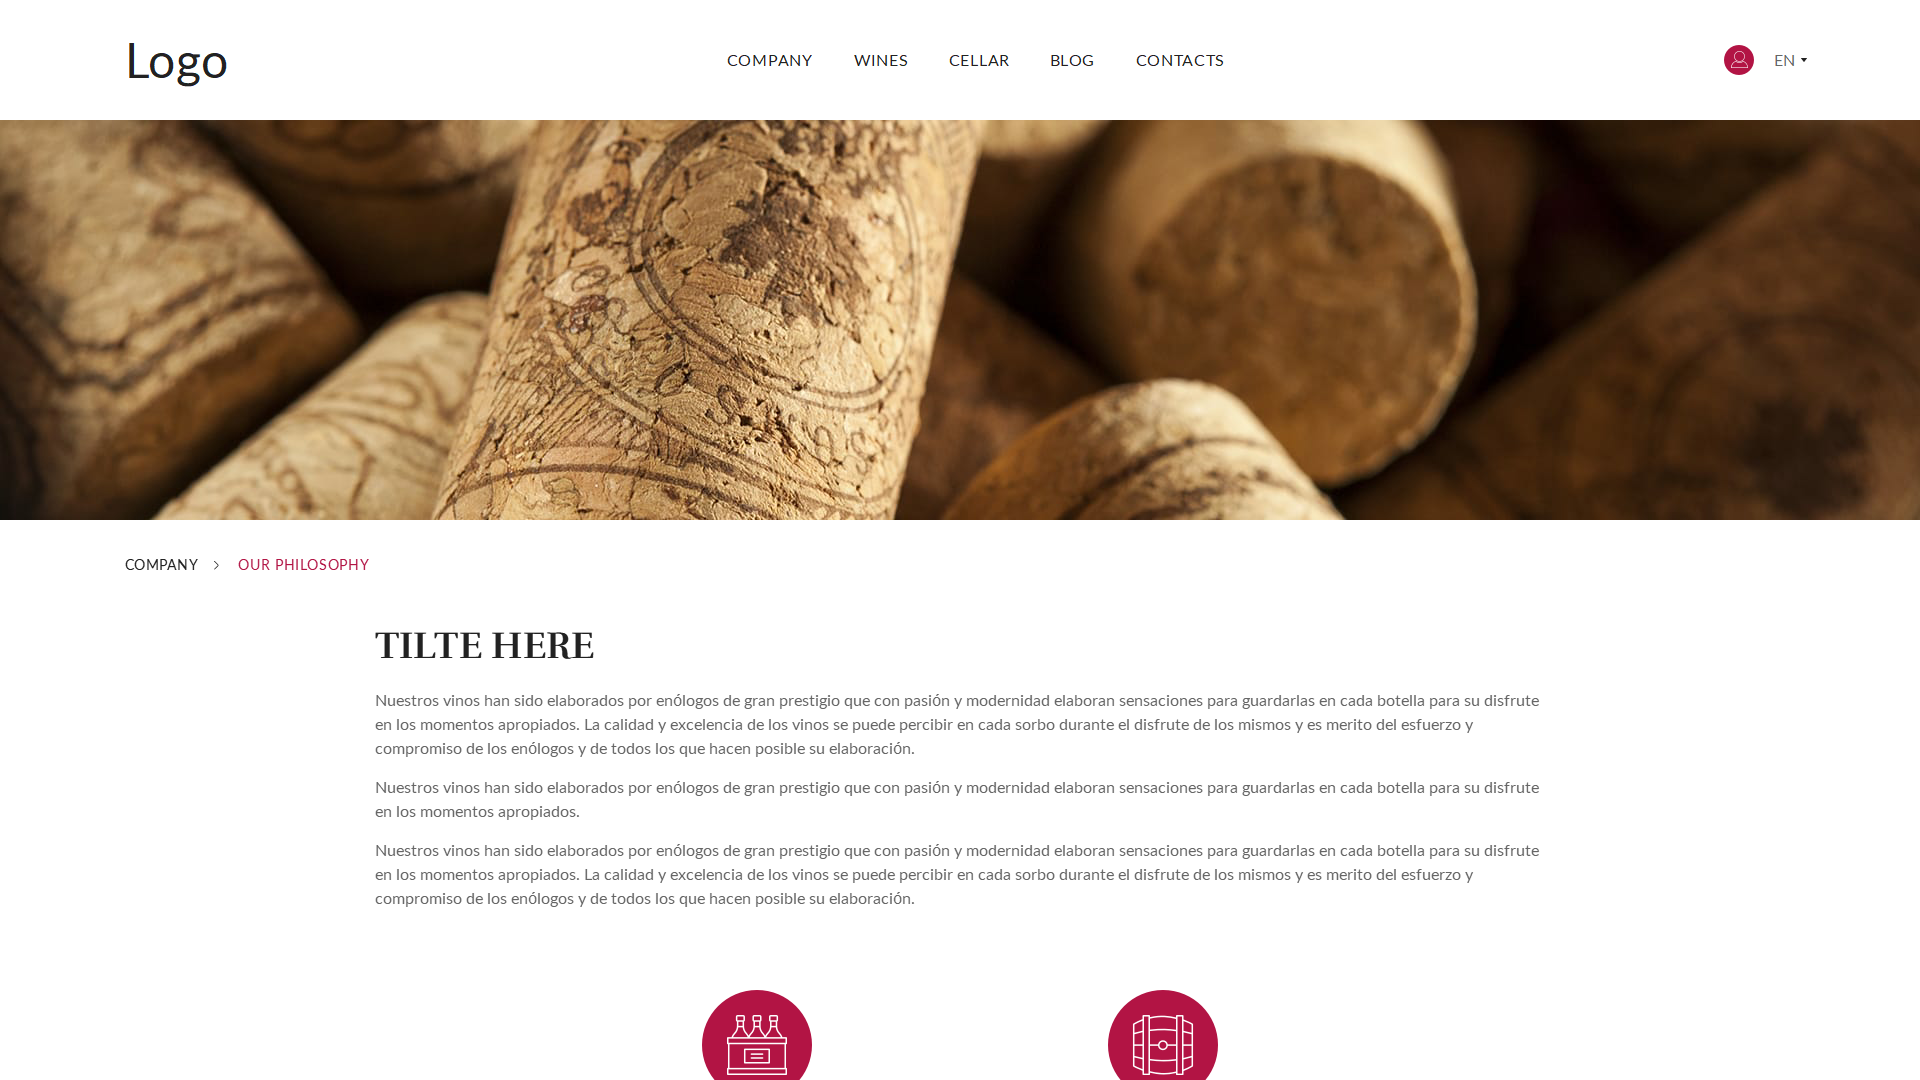 Logo
COMPANY WINES CELLAR BLOG CONTACTS
EN
COMPANY > OUR PHILOSOPHY
TILTE HERE
Nuestros vinos han sido elaborados por enólogos de gran prestigio que con pasión y modernidad elaboran sensaciones para guardarlas en cada botella para su disfrute
en los momentos apropiados. La calidad y excelencia de los vinos se puede percibir en cada sorbo durante el disfrute de los mismos y es merito del esfuerzo y
compromiso de los enólogos y de todos los que hacen posible su elaboración.
Nuestros vinos han sido elaborados por enólogos de gran prestigio que con pasión y modernidad elaboran sensaciones para guardarlas en cada botella para su disfrute
en los momentos apropiados.
Nuestros vinos han sido elaborados por enólogos de gran prestigio que con pasión y modernidad elaboran sensaciones para guardarlas en cada botella para su disfrute
en los momentos apropiados. La calidad y excelencia de los vinos se puede percibir en cada sorbo durante el disfrute de los mismos y es merito del esfuerzo y
compromiso de los enólogos y de todos los que hacen posible su elaboración.